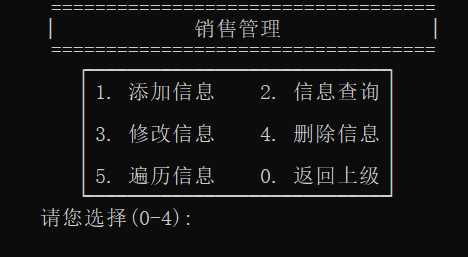 销售管理
1. 添加信息 2. 信息查询
3. 修改信息 4. 删除信息
5. 遍历信息 0. 返回上级
请您选择(0-4):